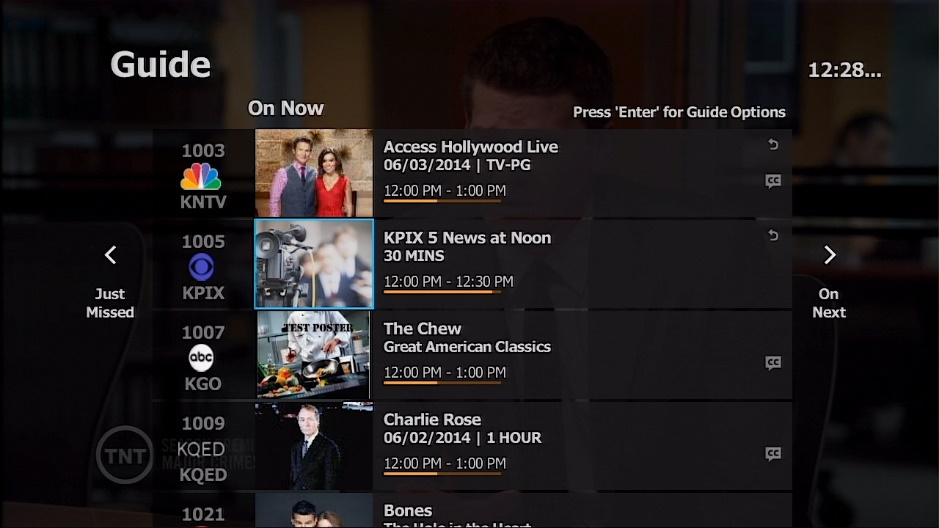 Guide
12:28...
On Now
Press 'Enter' for Guide Options
1003
KNTV
Access Hollywood Live
06/03/2014 | TV-PG
12:00 PM - 1:00 PM
CC
1005
KPIX
KPIX 5 News at Noon
30 MINS
12:00 PM - 12:30 PM
Just
Missed
On
Next
1007
abc
KGO
TEST POSTER
The Chew
Great American Classics
12:00 PM - 1:00 PM
CC
1009
KQED
KQED
Charlie Rose
06/02/2014 | 1 HOUR
12:00 PM - 1:00 PM
CC
TNT
1021
Bones
The Hole in the Heart